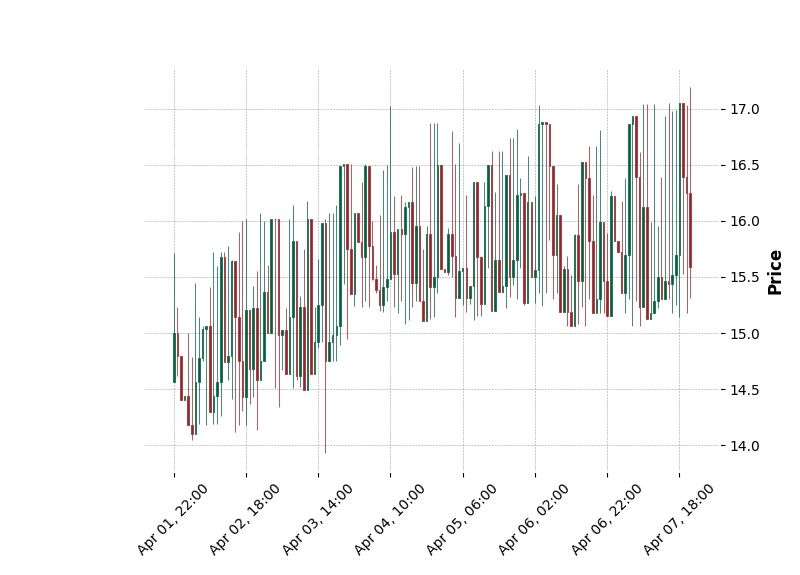 17.0
16.5
16.0
15.5
15.0
14.5
14.0
Price
Apr 01, 22:00
Apr 02, 18:00
Apr 03, 14:00
Apr 04, 10:00
Apr 05, 06:00
Apr 06, 02:00
Apr 06, 22:00
Apr 07, 18:00